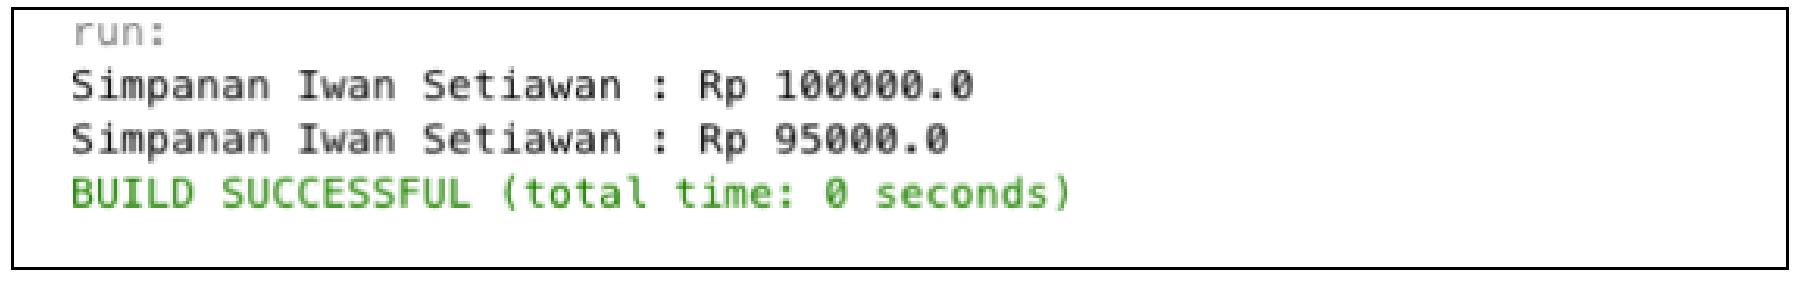 run:
Simpanan Iwan Setiawan : Rp 100000.0
Simpanan Iwan Setiawan : Rp 95000.0
BUILD SUCCESSFUL (total time: 0 seconds)